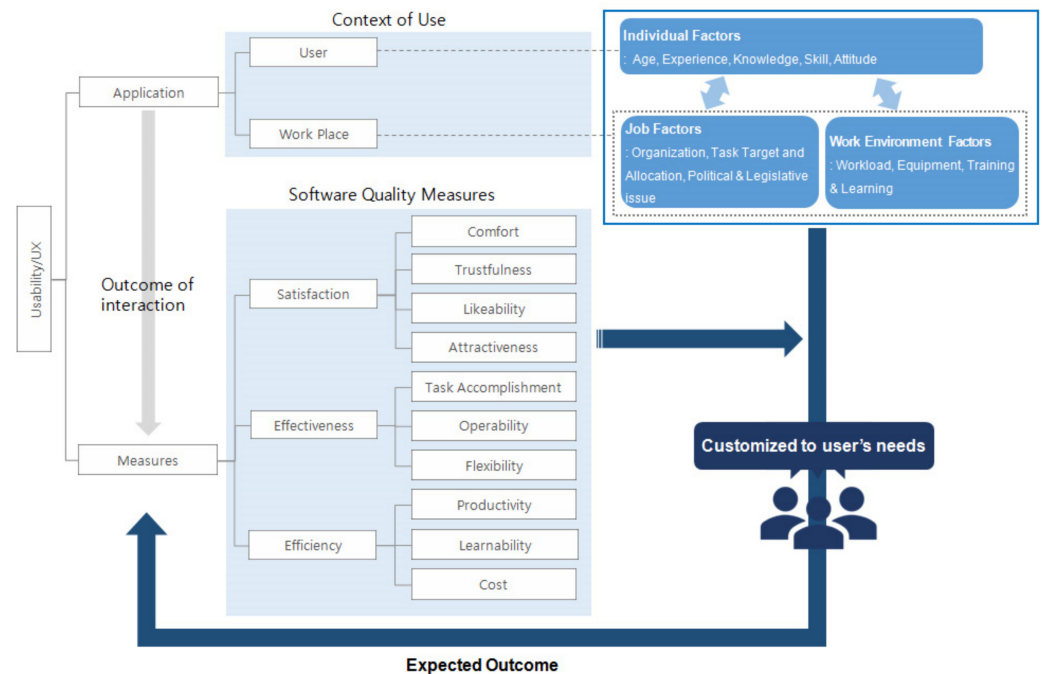 Context of Use
User
Application
Work Place
Individual Factors
: Age, Experience, Knowledge, Skill, Attitude
Job Factors
: Organization, Task Target and
Allocation, Political & Legislative
issue
Work Environment Factors
: Workload, Equipment, Training
& Learning
Software Quality Measures
Usability/UX
Outcome of
interaction
Measures
Satisfaction
Comfort
Trustfulness
Likeability
Attractiveness
Effectiveness
Task Accomplishment
Operability
Flexibility
Efficiency
Productivity
Learnability
Cost
Customized to user's needs
Expected Outcome